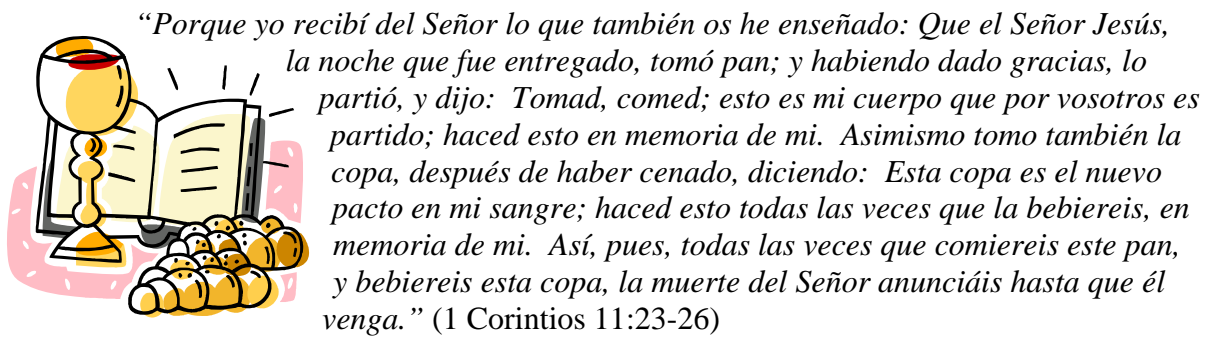 “Porque yo recibí del Señor lo que también os he enseñado: Que el Señor Jesús,
la noche que fue entregado, tomó pan; y habiendo dado gracias, lo
partió, y dijo:  Tomad, comed; esto es mi cuerpo que por vosotros es
partido; haced esto en memoria de mi.  Asimismo tomo también la
copa, después de haber cenado, diciendo:  Esta copa es el nuevo
pacto en mi sangre; haced esto todas las veces que la bebiereis, en
memoria de mi.  Así, pues, todas las veces que comiereis este pan,
y bebiereis esta copa, la muerte del Señor anunciáis hasta que él
venga.” (1 Corintios 11:23-26)